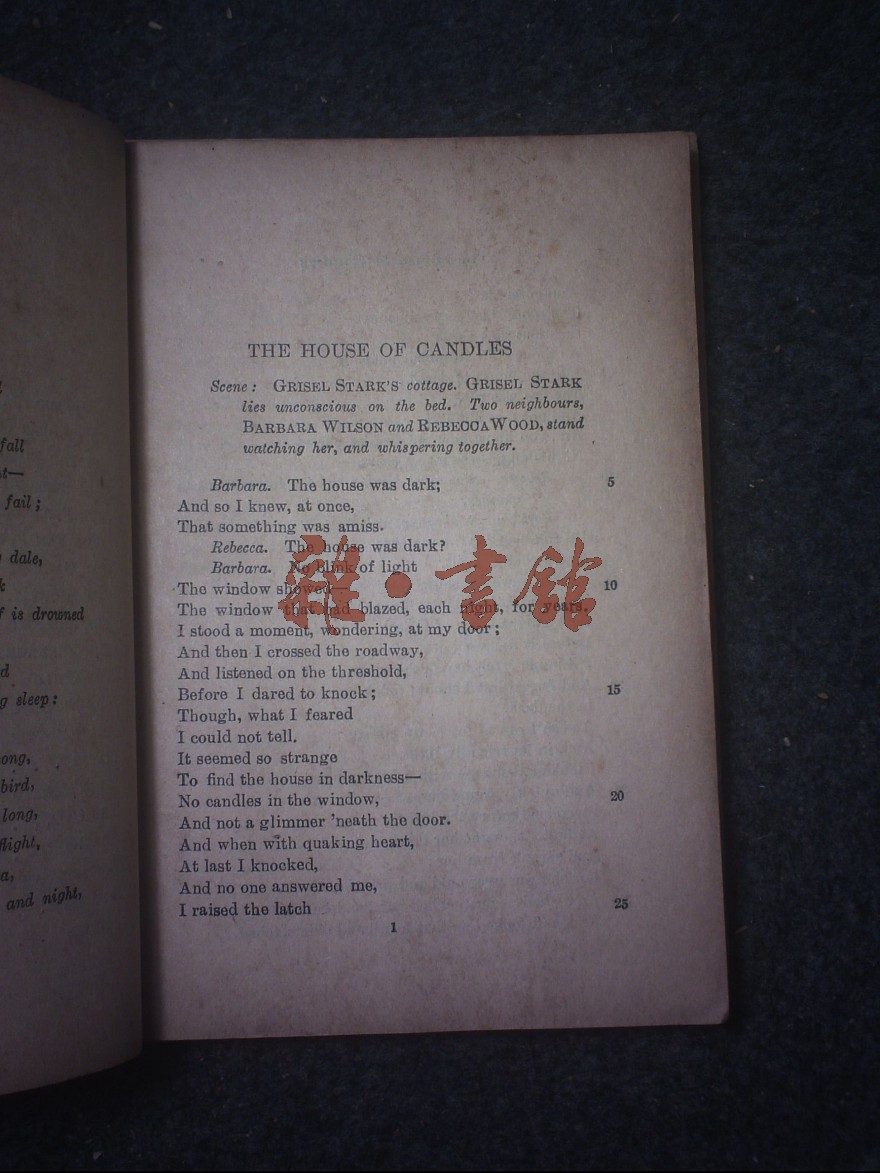 fall
t—
fail;
dale,
k
f is drowned
d
g sleep:
ong,
bird,
long,
flight,
a,
and night,
THE HOUSE OF CANDLES
Scene: GRISEL STARK'S cottage. GRISEL STARK
lies unconscious on the bed. Two neighbours,
BARBARA WILSON and REBECCA WOOD, stand
watching her, and whispering together.
Barbara. The house was dark; 5
And so I knew, at once,
That something was amiss.
Rebecca. The house was dark?
Barbara. No blink of light
The window showed— 10
The window that had blazed, each night, for years.
I stood a moment, wondering, at my door;
And then I crossed the roadway,
And listened on the threshold,
Before I dared to knock; 15
Though, what I feared
I could not tell.
It seemed so strange
To find the house in darkness—
No candles in the window, 20
And not a glimmer 'neath the door.
And when with quaking heart,
At last I knocked,
And no one answered me,
I raised the latch 25
1
雜·書館